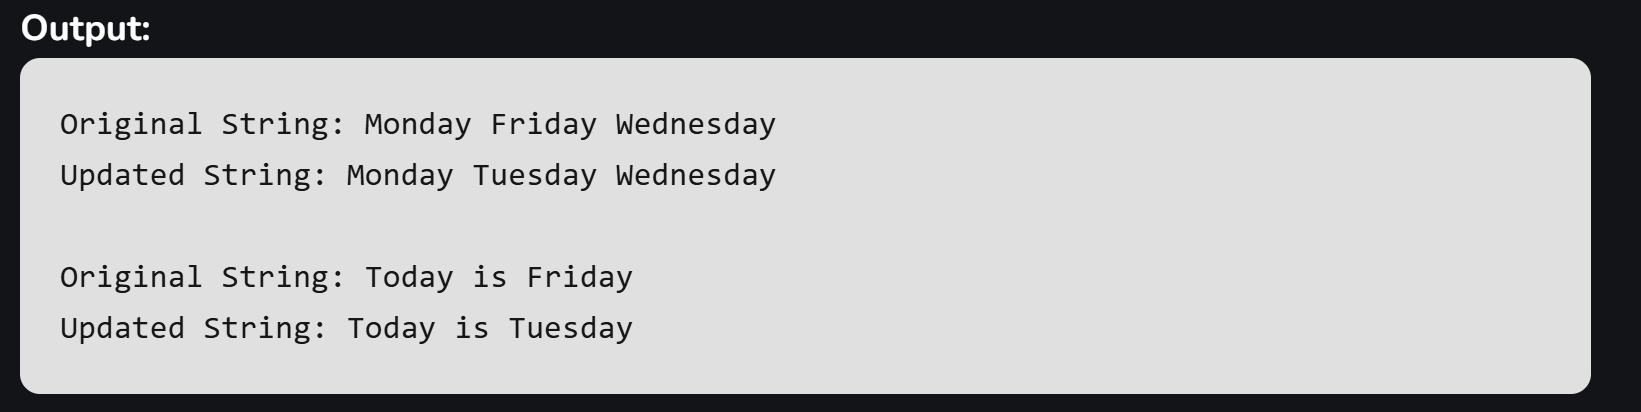 Output:
Original String: Monday Friday Wednesday
Updated String: Monday Tuesday Wednesday
Original String: Today is Friday
Updated String: Today is Tuesday